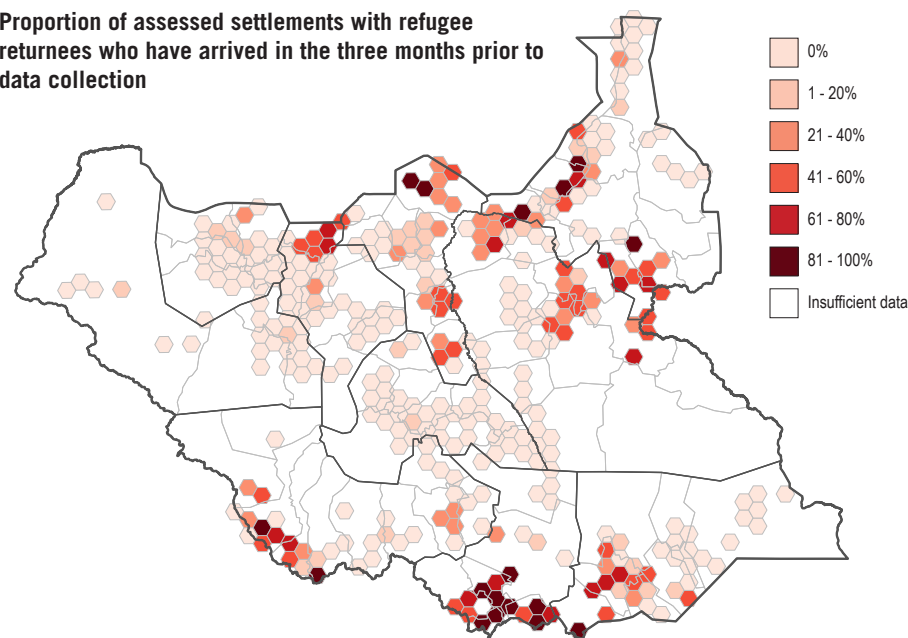 Proportion of assessed settlements with refugee
returnees who have arrived in the three months prior to
data collection
0%
1 - 20%
21 - 40%
41 - 60%
61 - 80%
81 - 100%
Insufficient data